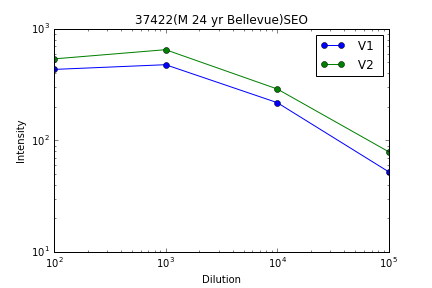 37422(M 24 yr Bellevue)SEO
10³
10²
10¹
Intensity
V1
V2
10² 10³ 10⁴ 10⁵
Dilution